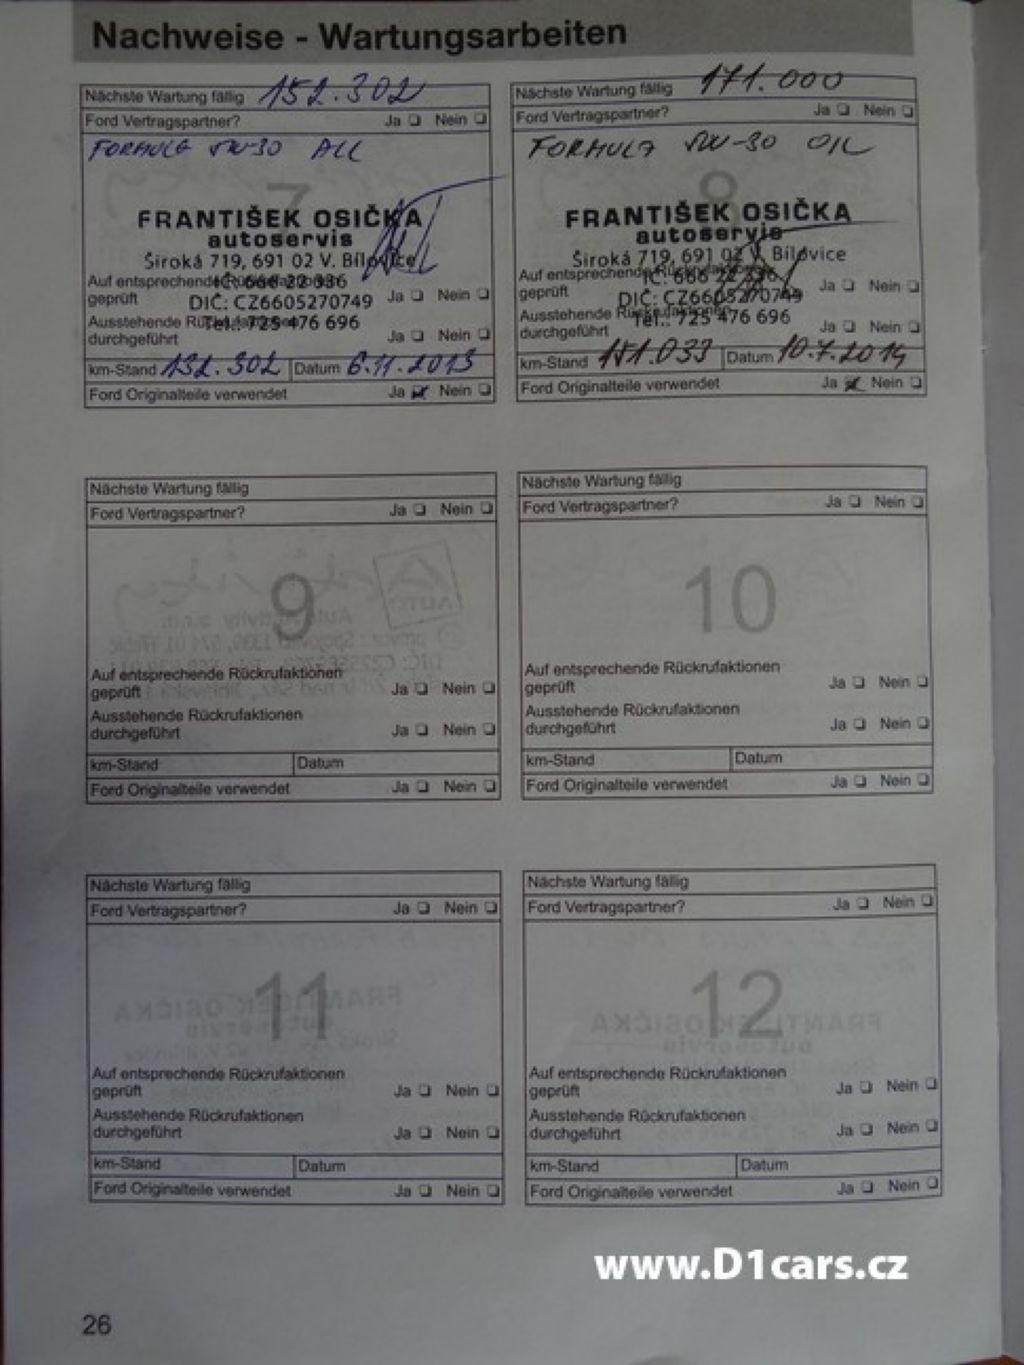 Nachweise - Wartungsarbeiten
Nächste Wartung fällig 152.302
Ford Vertragspartner? Ja ❏ Nein ❏
FORMULA 5W-30 ALL
7
FRANTIŠEK OSIČKA
autoservis
Široká 719, 691 02 V. Bílovice
Auf entsprechende Rückrufaktionen
IČ: 666 22 336
geprüft Ja ❏ Nein ❏
DIČ: CZ6605270749
Ausstehende Rückrufaktionen
Tel.: 725 476 696
durchgeführt Ja ❏ Nein ❏
km-Stand 132.302 Datum 6.11.2013
Ford Originalteile verwendet Ja ☒ Nein ❏
Nächste Wartung fällig 171.000
Ford Vertragspartner? Ja ❏ Nein ❏
FORMULA 5W-30 OIL
8
FRANTIŠEK OSIČKA
autoservis
Široká 719, 691 02 V. Bílovice
Auf entsprechende Rückrufaktionen
IČ: 666 22 336
geprüft Ja ❏ Nein ❏
DIČ: CZ6605270749
Ausstehende Rückrufaktionen
Tel.: 725 476 696
durchgeführt Ja ❏ Nein ❏
km-Stand 151.033 Datum 10.7.2014
Ford Originalteile verwendet Ja ☒ Nein ❏
Nächste Wartung fällig
Ford Vertragspartner? Ja ❏ Nein ❏
9
Auf entsprechende Rückrufaktionen
geprüft Ja ❏ Nein ❏
Ausstehende Rückrufaktionen
durchgeführt Ja ❏ Nein ❏
km-Stand Datum
Ford Originalteile verwendet Ja ❏ Nein ❏
Nächste Wartung fällig
Ford Vertragspartner? Ja ❏ Nein ❏
10
Auf entsprechende Rückrufaktionen
geprüft Ja ❏ Nein ❏
Ausstehende Rückrufaktionen
durchgeführt Ja ❏ Nein ❏
km-Stand Datum
Ford Originalteile verwendet Ja ❏ Nein ❏
Nächste Wartung fällig
Ford Vertragspartner? Ja ❏ Nein ❏
11
Auf entsprechende Rückrufaktionen
geprüft Ja ❏ Nein ❏
Ausstehende Rückrufaktionen
durchgeführt Ja ❏ Nein ❏
km-Stand Datum
Ford Originalteile verwendet Ja ❏ Nein ❏
Nächste Wartung fällig
Ford Vertragspartner? Ja ❏ Nein ❏
12
Auf entsprechende Rückrufaktionen
geprüft Ja ❏ Nein ❏
Ausstehende Rückrufaktionen
durchgeführt Ja ❏ Nein ❏
km-Stand Datum
Ford Originalteile verwendet Ja ❏ Nein ❏
www.D1cars.cz
26